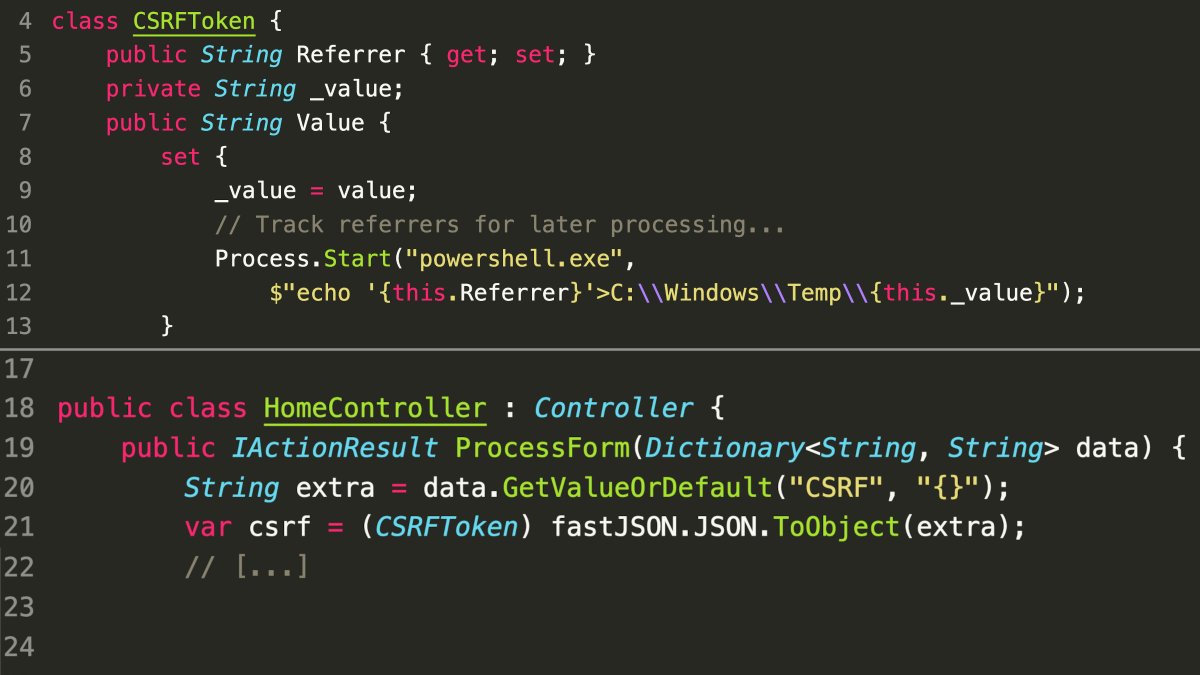 4 class CSRFToken {
5     public String Referrer { get; set; }
6     private String _value;
7     public String Value {
8         set {
9             _value = value;
10             // Track referrers for later processing...
11             Process.Start("powershell.exe",
12                 $"echo '{this.Referrer}'>C:\\Windows\\Temp\\{this._value}");
13         }
17
18 public class HomeController : Controller {
19     public IActionResult ProcessForm(Dictionary<String, String> data) {
20         String extra = data.GetValueOrDefault("CSRF", "{}");
21         var csrf = (CSRFToken) fastJSON.JSON.ToObject(extra);
22         // [...]
23
24